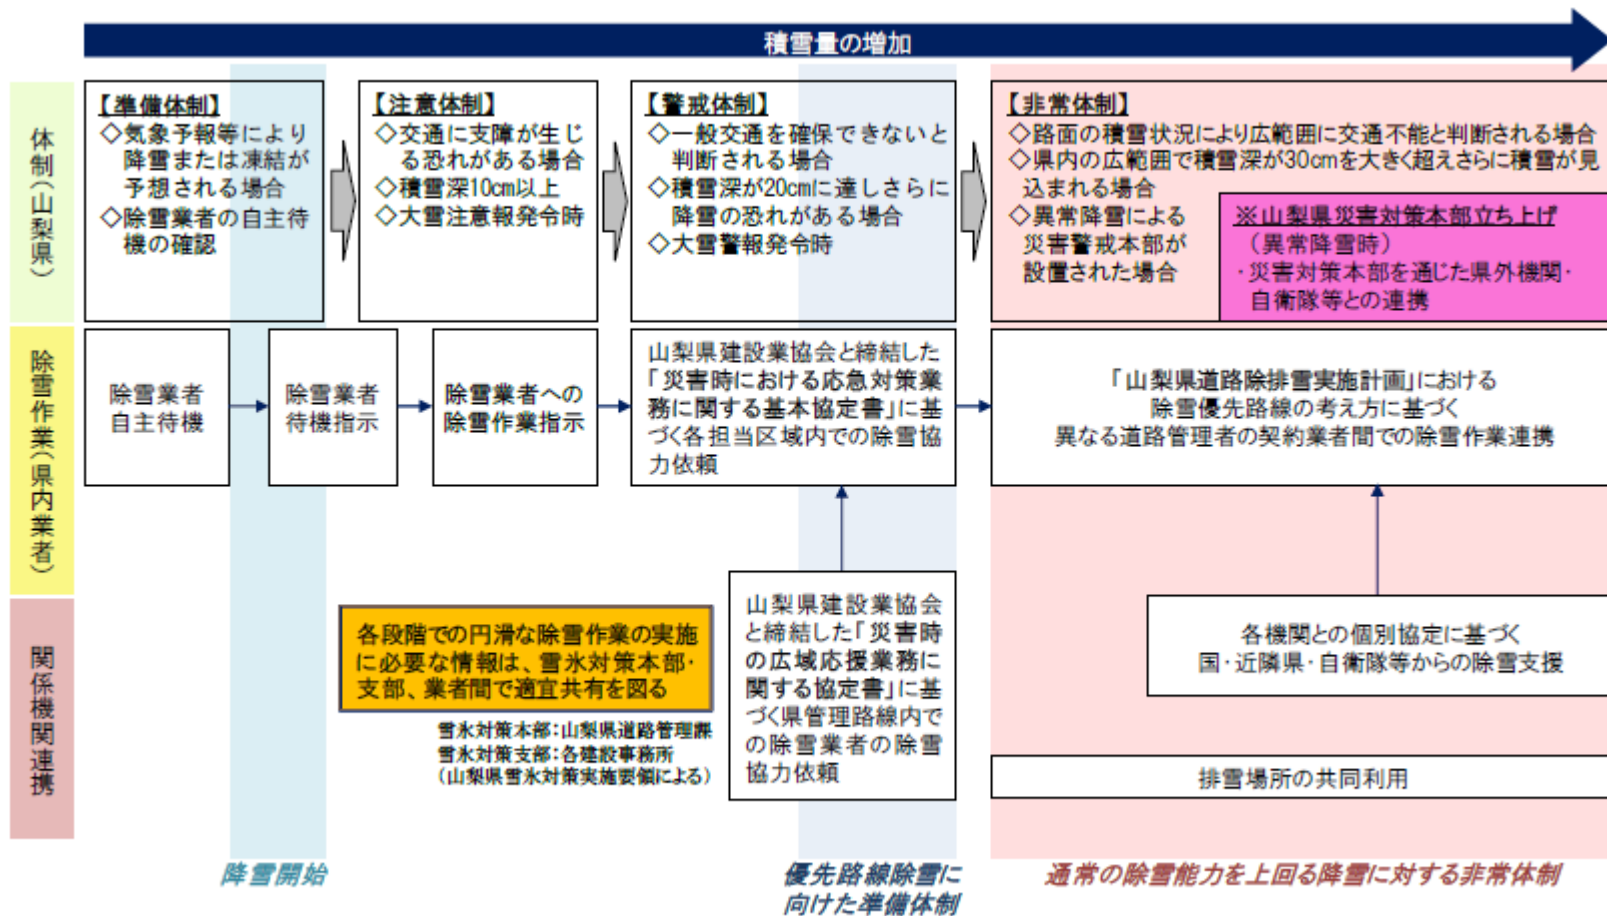 積雪量の増加
体制(山梨県)
【準備体制】
◇気象予報等により
降雪または凍結が
予想される場合
◇除雪業者の自主待
機の確認
【注意体制】
◇交通に支障が生じ
る恐れがある場合
◇積雪深10cm以上
◇大雪注意報発令時
【警戒体制】
◇一般交通を確保できないと
判断される場合
◇積雪深が20cmに達しさらに
降雪の恐れがある場合
◇大雪警報発令時
【非常体制】
◇路面の積雪状況により広範囲に交通不能と判断される場合
◇県内の広範囲で積雪深が30cmを大きく超えさらに積雪が見
込まれる場合
◇異常降雪による
災害警戒本部が
設置された場合
※山梨県災害対策本部立ち上げ
(異常降雪時)
・災害対策本部を通じた県外機関・
自衛隊等との連携
除雪作業(県内業者)
除雪業者
自主待機
除雪業者
待機指示
除雪業者への
除雪作業指示
山梨県建設業協会と締結した
「災害時における応急対策業
務に関する基本協定書」に基
づく各担当区域内での除雪協
力依頼
「山梨県道路除排雪実施計画」における
除雪優先路線の考え方に基づく
異なる道路管理者の契約業者間での除雪作業連携
関係機関連携
各段階での円滑な除雪作業の実施
に必要な情報は、雪氷対策本部・
支部、業者間で適宜共有を図る
雪氷対策本部:山梨県道路管理課
雪氷対策支部:各建設事務所
(山梨県雪氷対策実施要領による)
山梨県建設業協会
と締結した「災害時
の広域応援業務に
関する協定書」に基
づく県管理路線内で
の除雪業者の除雪
協力依頼
各機関との個別協定に基づく
国・近隣県・自衛隊等からの除雪支援
排雪場所の共同利用
降雪開始
優先路線除雪に
向けた準備体制
通常の除雪能力を上回る降雪に対する非常体制